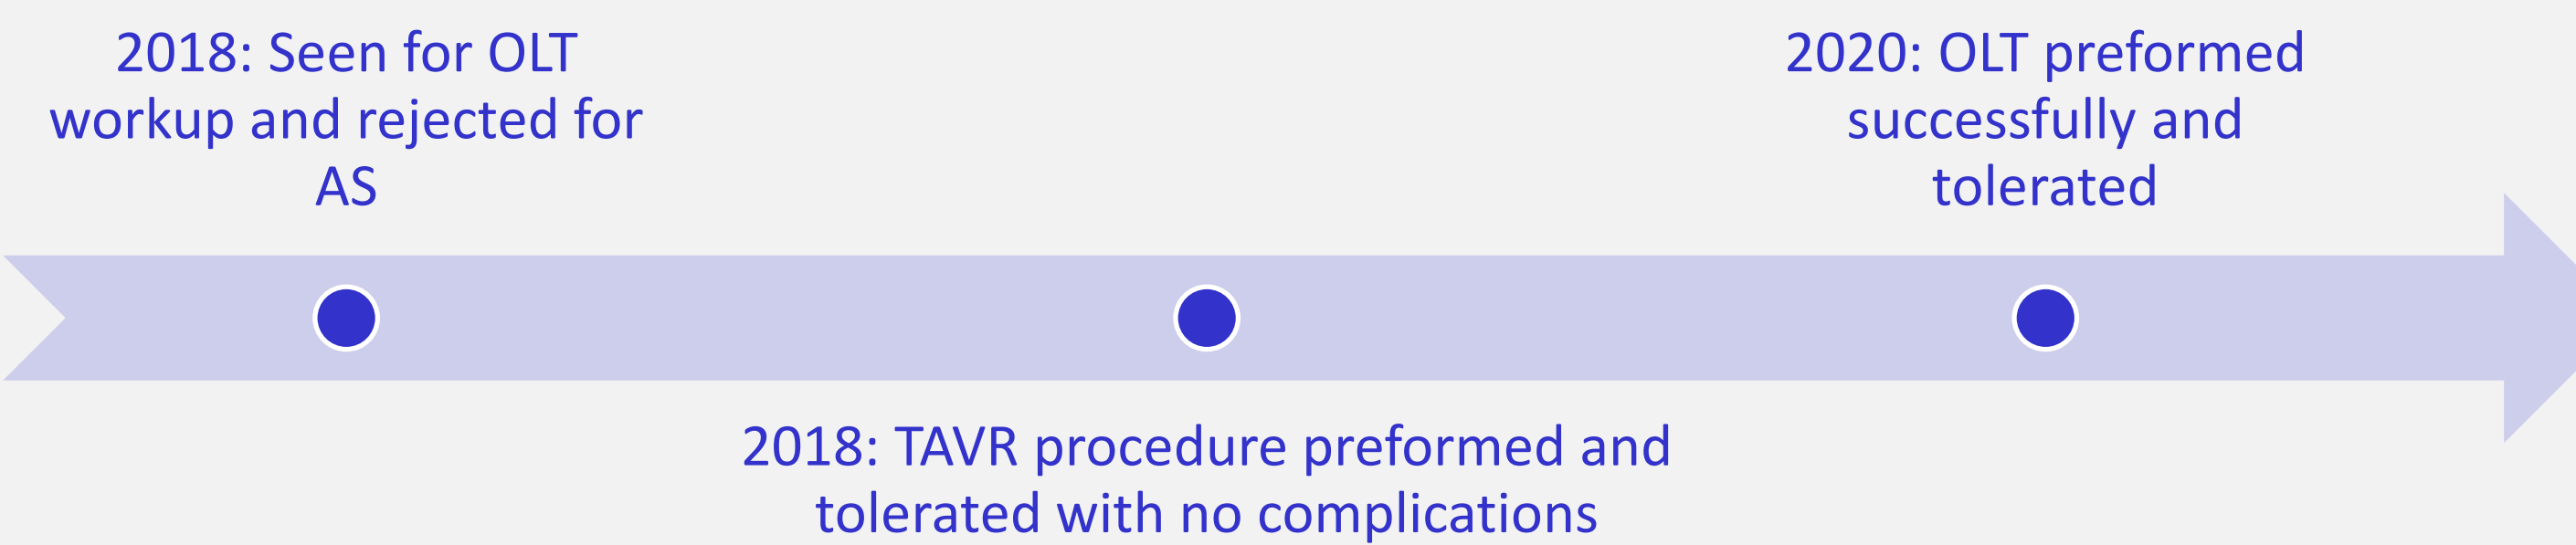 2018: Seen for OLT
workup and rejected for
AS
2018: TAVR procedure preformed and
tolerated with no complications
2020: OLT preformed
successfully and
tolerated